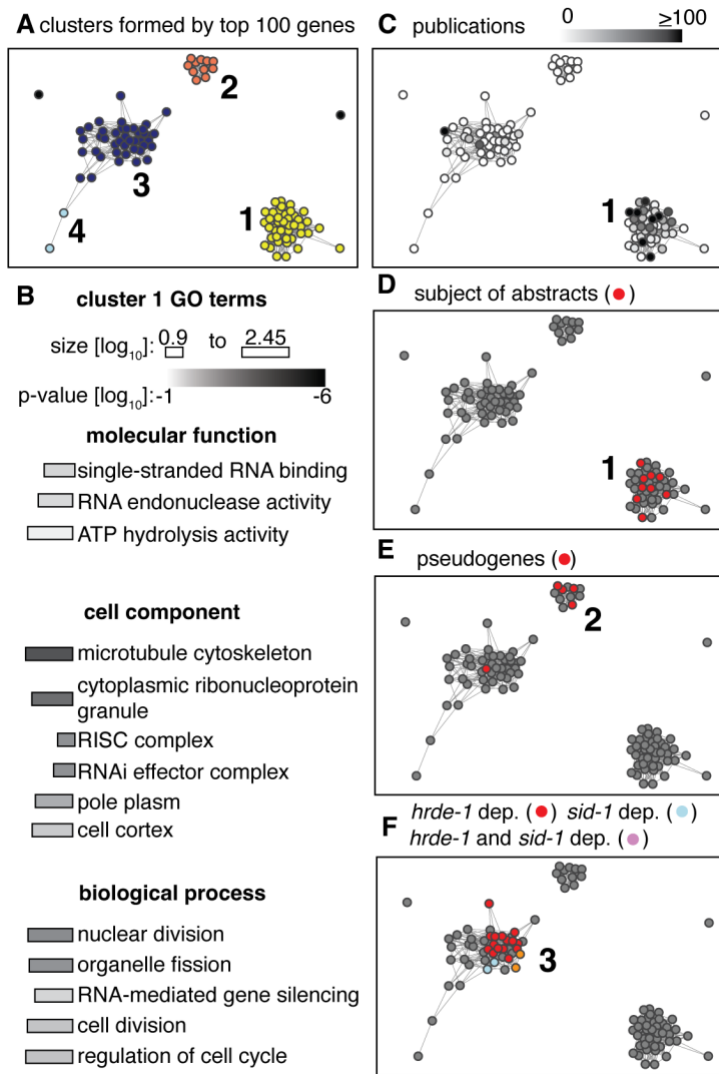 A clusters formed by top 100 genes
2
3
4
1
B cluster 1 GO terms
size [log10]: 0.9 to 2.45
p-value [log10]: -1 -6
molecular function
single-stranded RNA binding
RNA endonuclease activity
ATP hydrolysis activity
cell component
microtubule cytoskeleton
cytoplasmic ribonucleoprotein
granule
RISC complex
RNAi effector complex
pole plasm
cell cortex
biological process
nuclear division
organelle fission
RNA-mediated gene silencing
cell division
regulation of cell cycle
0 ≥100
C publications
1
D subject of abstracts (●)
1
E pseudogenes (●)
2
hrde-1 dep. (●) sid-1 dep. (●)
F hrde-1 and sid-1 dep. (●)
3